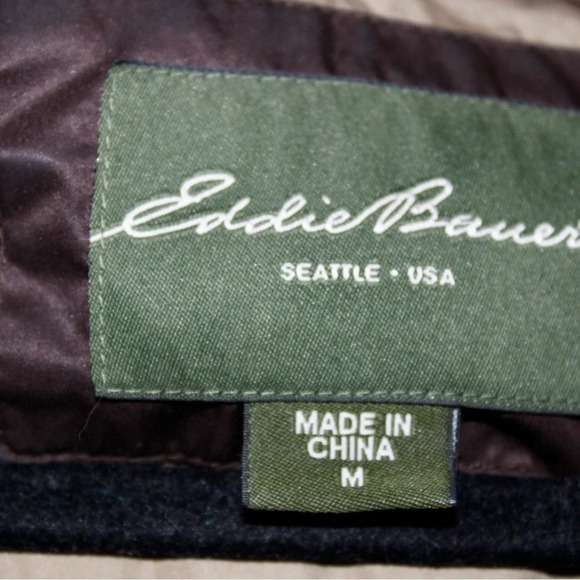 Eddie Bauer
SEATTLE · USA
MADE IN
CHINA
M